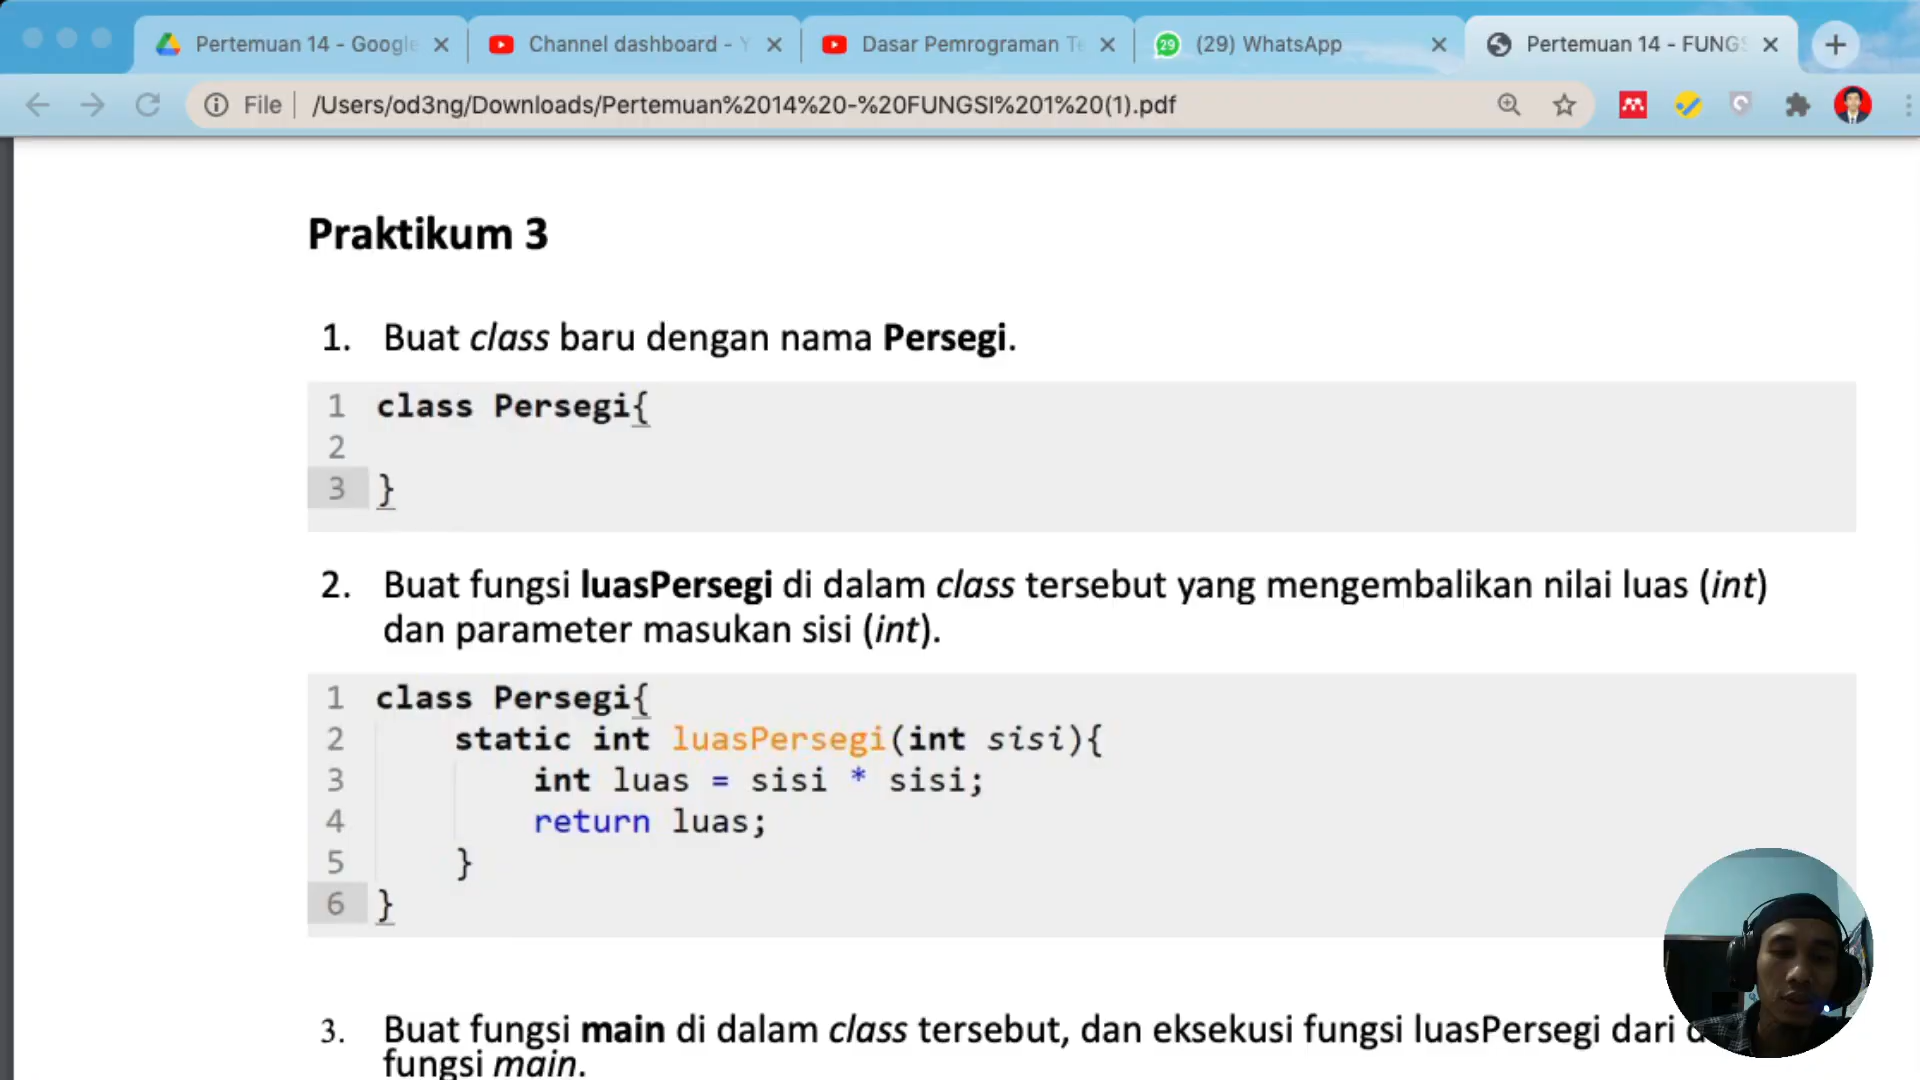 Pertemuan 14 - Google
Channel dashboard - Y
Dasar Pemrograman Te
29
(29) WhatsApp
Pertemuan 14 - FUNGS
File
/Users/od3ng/Downloads/Pertemuan%2014%20-%20FUNGSI%201%20(1).pdf
Praktikum 3
1. Buat class baru dengan nama Persegi.
1 class Persegi{
2
3 }
2. Buat fungsi luasPersegi di dalam class tersebut yang mengembalikan nilai luas (int)
dan parameter masukan sisi (int).
1 class Persegi{
2 static int luasPersegi(int sisi){
3 int luas = sisi * sisi;
4 return luas;
5 }
6 }
3. Buat fungsi main di dalam class tersebut, dan eksekusi fungsi luasPersegi dari
fungsi main.